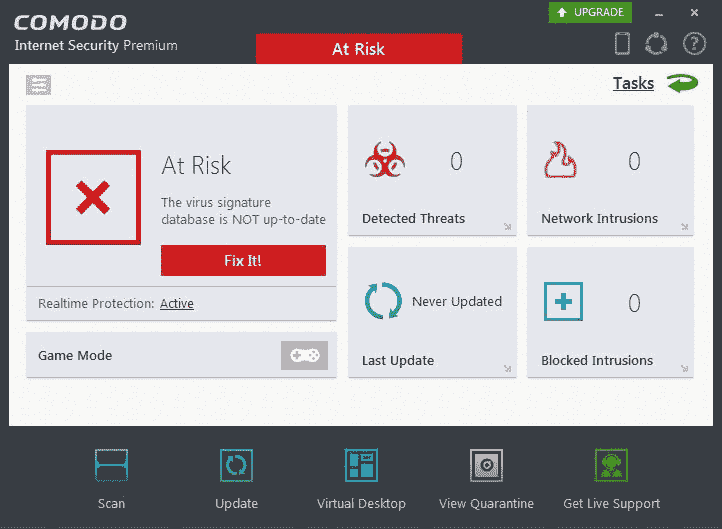 COMODO
Internet Security Premium
UPGRADE
At Risk
?
Tasks
At Risk
The virus signature
database is NOT up-to-date
Fix It!
Realtime Protection: Active
Game Mode
0
Detected Threats
0
Network Intrusions
Never Updated
Last Update
0
Blocked Intrusions
Scan
Update
Virtual Desktop
View Quarantine
Get Live Support